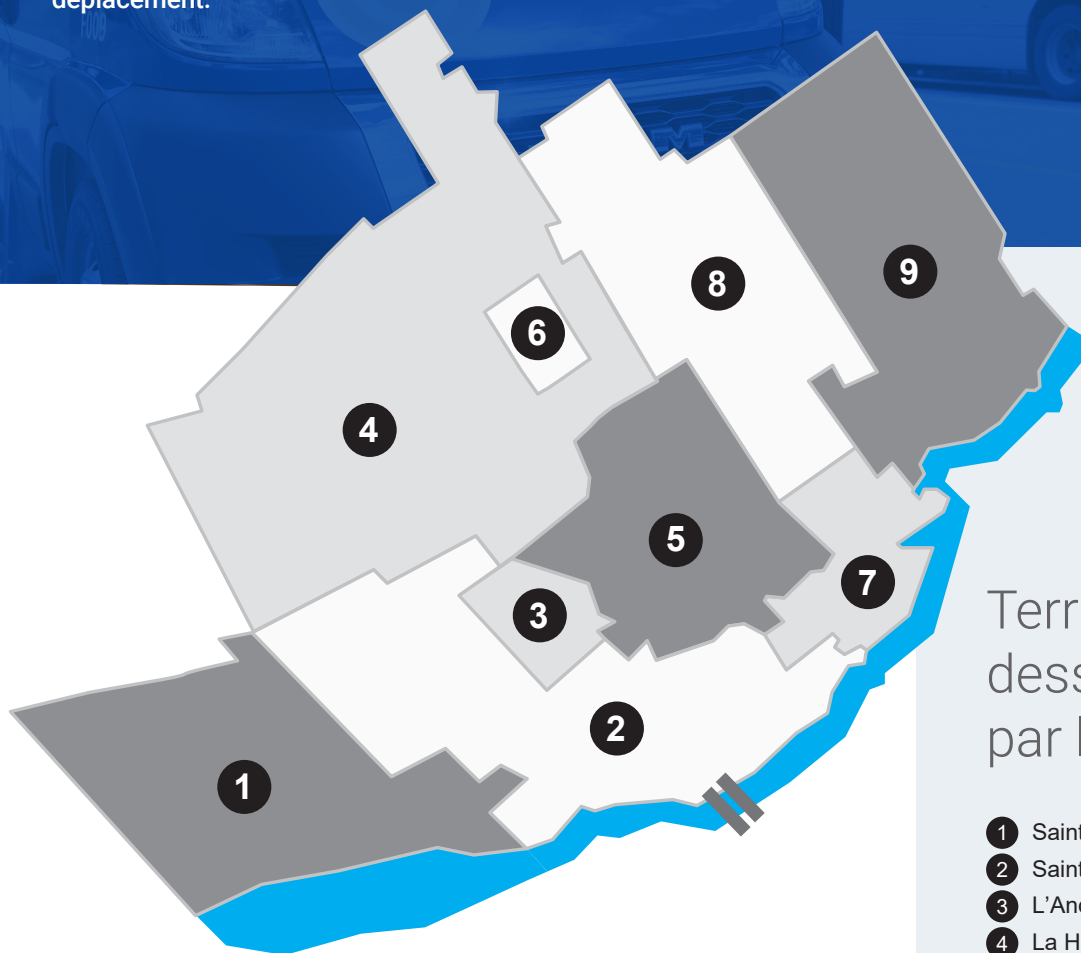 déplacement.
6
8
9
4
5
3
7
2
1
Terr
dess
par l
1 Saint
2 Saint
3 L'Anc
4 La H